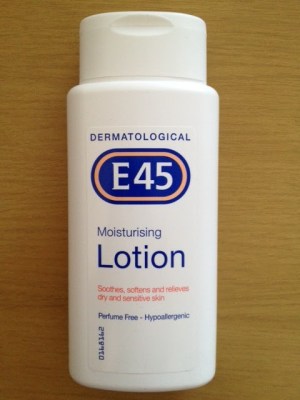 DERMATOLOGICAL
E45
Moisturising
Lotion
Soothes, softens and relieves
dry and sensitive skin
Perfume Free - Hypoallergenic